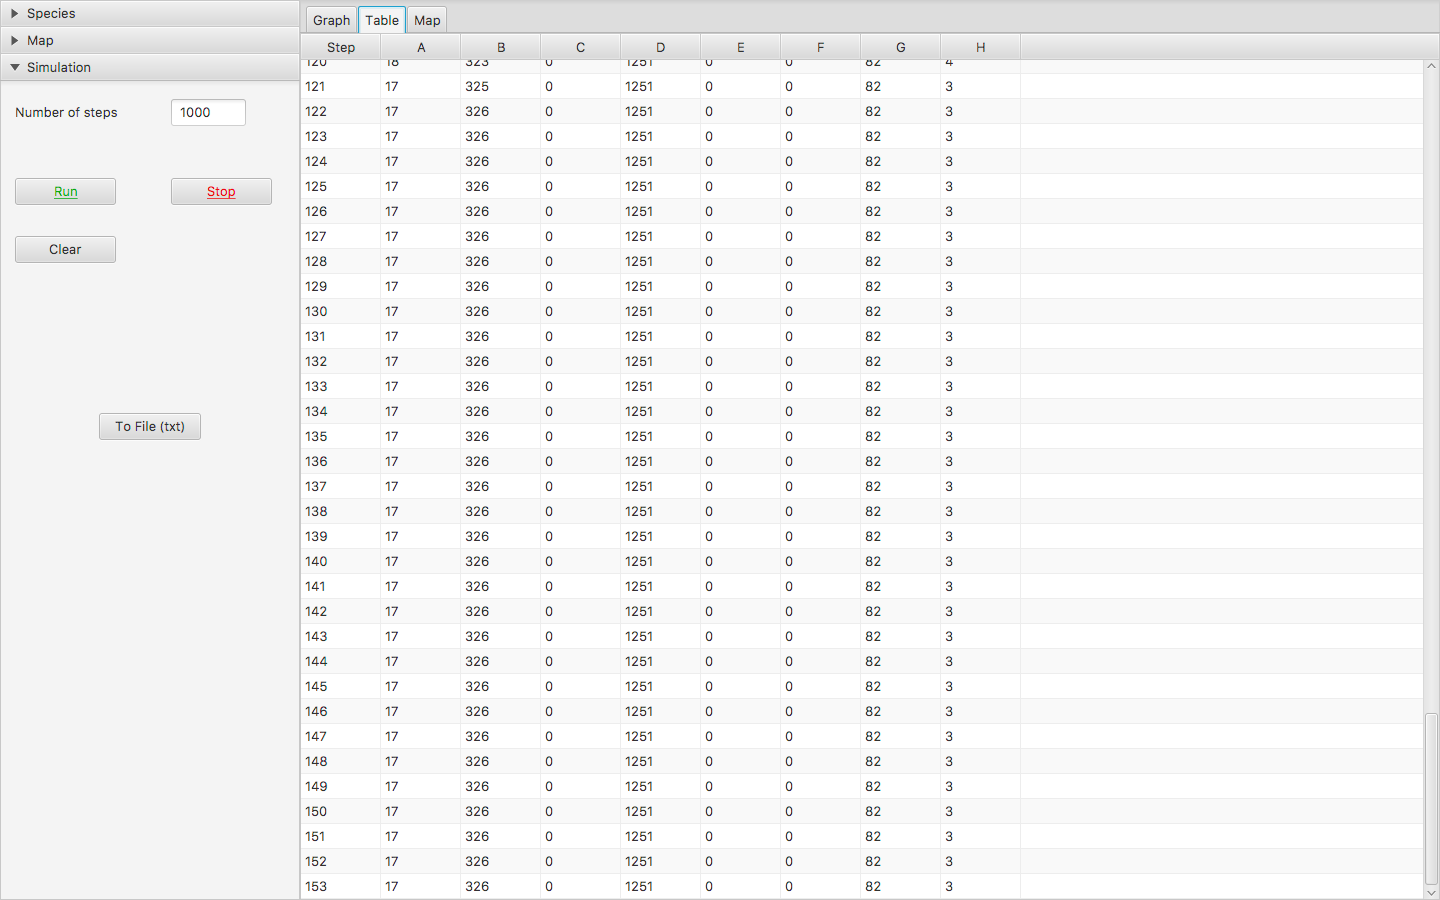 Species
Map
Simulation
Number of steps 1000
Run Stop
Clear
To File (txt)
Graph Table Map
Step A B C D E F G H
120 18 323 0 1251 0 0 82 4
121 17 325 0 1251 0 0 82 3
122 17 326 0 1251 0 0 82 3
123 17 326 0 1251 0 0 82 3
124 17 326 0 1251 0 0 82 3
125 17 326 0 1251 0 0 82 3
126 17 326 0 1251 0 0 82 3
127 17 326 0 1251 0 0 82 3
128 17 326 0 1251 0 0 82 3
129 17 326 0 1251 0 0 82 3
130 17 326 0 1251 0 0 82 3
131 17 326 0 1251 0 0 82 3
132 17 326 0 1251 0 0 82 3
133 17 326 0 1251 0 0 82 3
134 17 326 0 1251 0 0 82 3
135 17 326 0 1251 0 0 82 3
136 17 326 0 1251 0 0 82 3
137 17 326 0 1251 0 0 82 3
138 17 326 0 1251 0 0 82 3
139 17 326 0 1251 0 0 82 3
140 17 326 0 1251 0 0 82 3
141 17 326 0 1251 0 0 82 3
142 17 326 0 1251 0 0 82 3
143 17 326 0 1251 0 0 82 3
144 17 326 0 1251 0 0 82 3
145 17 326 0 1251 0 0 82 3
146 17 326 0 1251 0 0 82 3
147 17 326 0 1251 0 0 82 3
148 17 326 0 1251 0 0 82 3
149 17 326 0 1251 0 0 82 3
150 17 326 0 1251 0 0 82 3
151 17 326 0 1251 0 0 82 3
152 17 326 0 1251 0 0 82 3
153 17 326 0 1251 0 0 82 3